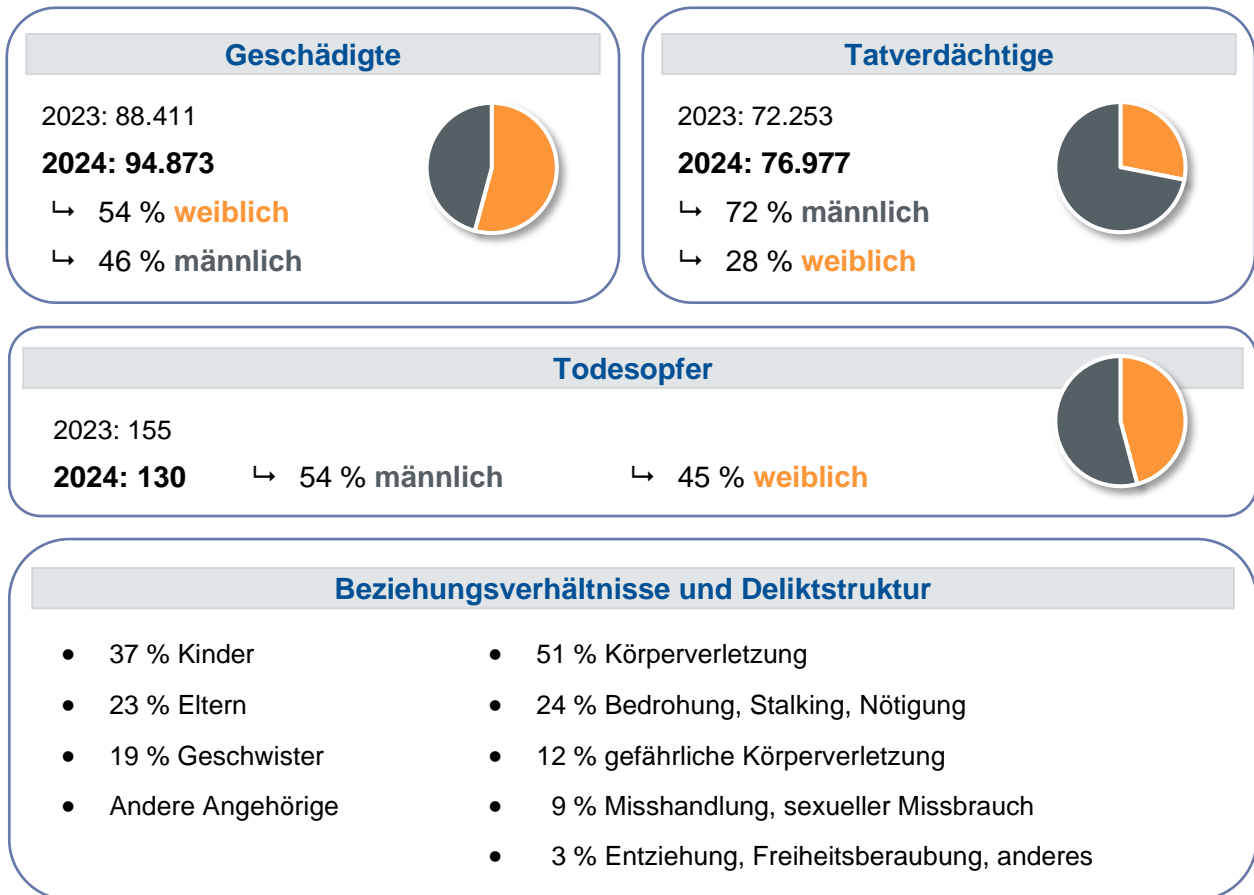 Geschädigte
2023: 88.411
2024: 94.873
↳ 54 % weiblich
↳ 46 % männlich
Tatverdächtige
2023: 72.253
2024: 76.977
↳ 72 % männlich
↳ 28 % weiblich
Todesopfer
2023: 155
2024: 130 ↳ 54 % männlich ↳ 45 % weiblich
Beziehungsverhältnisse und Deliktstruktur
• 37 % Kinder
• 23 % Eltern
• 19 % Geschwister
• Andere Angehörige
• 51 % Körperverletzung
• 24 % Bedrohung, Stalking, Nötigung
• 12 % gefährliche Körperverletzung
• 9 % Misshandlung, sexueller Missbrauch
• 3 % Entziehung, Freiheitsberaubung, anderes